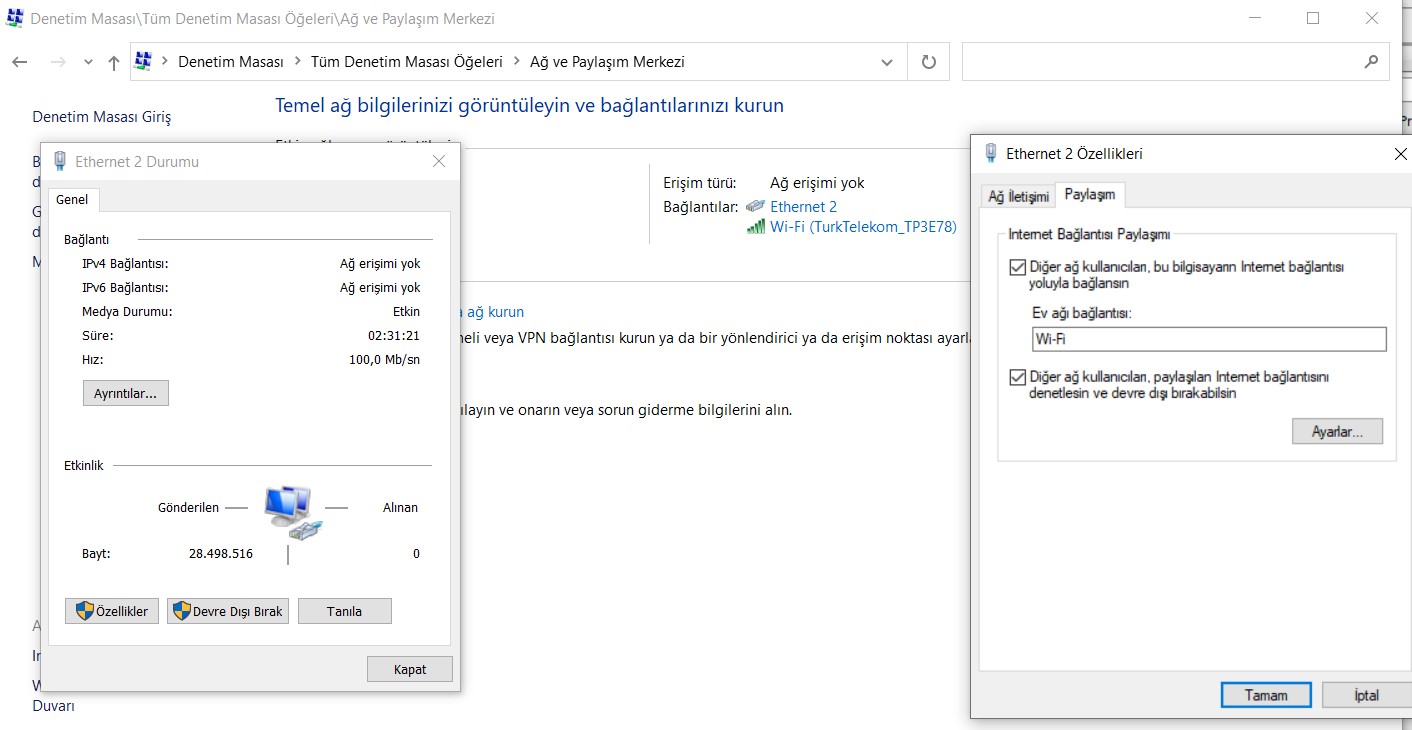 Denetim Masası\Tüm Denetim Masası Öğeleri\Ağ ve Paylaşım Merkezi
Denetim Masası > Tüm Denetim Masası Öğeleri > Ağ ve Paylaşım Merkezi
Denetim Masası Giriş
Temel ağ bilgilerinizi görüntüleyin ve bağlantılarınızı kurun
Erişim türü: Ağ erişimi yok
Bağlantılar: Ethernet 2
Wi-Fi (TurkTelekom_TP3E78)
ağ kurun
VPN bağlantısı kurun ya da bir yönlendirici ya da erişim noktası
ve onarın veya sorun giderme bilgilerini alın.
Duvarı
Ethernet 2 Durumu
Genel
Bağlantı
IPv4 Bağlantısı: Ağ erişimi yok
IPv6 Bağlantısı: Ağ erişimi yok
Medya Durumu: Etkin
Süre: 02:31:21
Hız: 100,0 Mb/sn
Ayrıntılar...
Etkinlik
Gönderilen Alınan
Bayt: 28.498.516 0
Özellikler Devre Dışı Bırak Tanıla
Kapat
Ethernet 2 Özellikleri
Ağ İletişimi Paylaşım
Internet Bağlantısı Paylaşımı
Diğer ağ kullanıcıları, bu bilgisayarın Internet bağlantısı
yoluyla bağlansın
Ev ağı bağlantısı:
Wi-Fi
Diğer ağ kullanıcıları, paylaşılan Internet bağlantısını
denetlesin ve devre dışı bırakabilsin
Ayarlar...
Tamam İptal